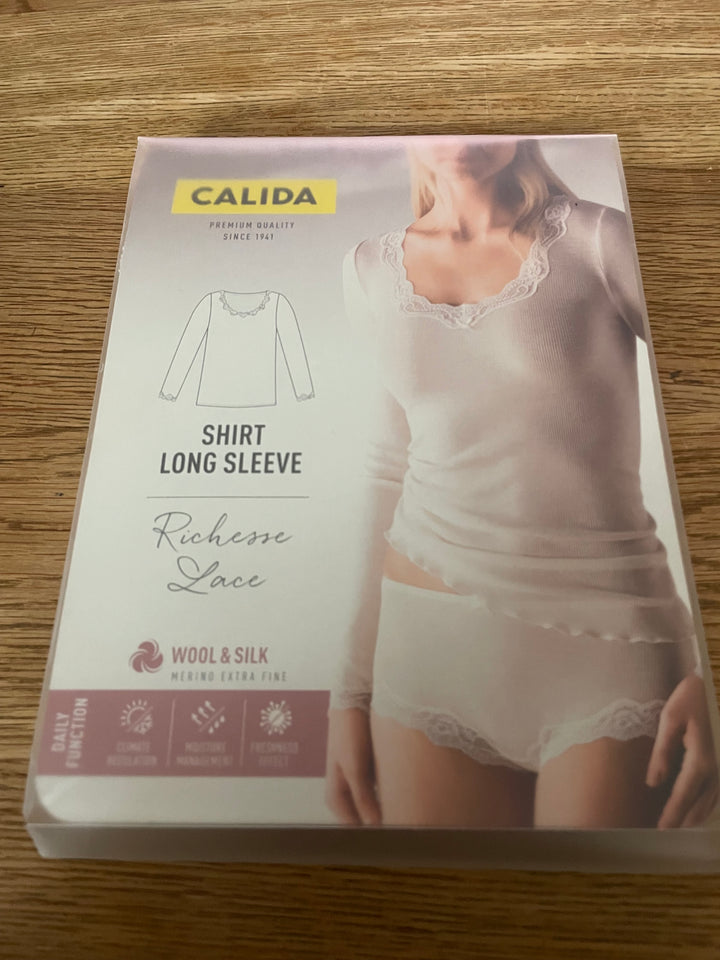 CALIDA
PREMIUM QUALITY
SINCE 1941
SHIRT
LONG SLEEVE
Richesse
Lace
WOOL & SILK
MERINO EXTRA FINE
DAILY
FUNCTION
CLIMATE
REGULATION
MOISTURE
MANAGEMENT
FRESHNESS
EFFECT